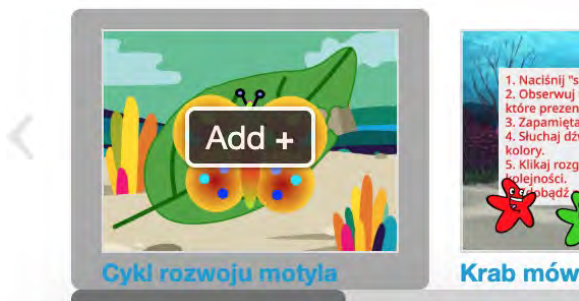 Add +
Cykl rozwoju motyla
1. Naciśnij "s
2. Obserwuj
które prezen
3. Zapamięta
4. Słuchaj dź
kolory.
5. Klikaj rozg
kolejności.
Krab mów